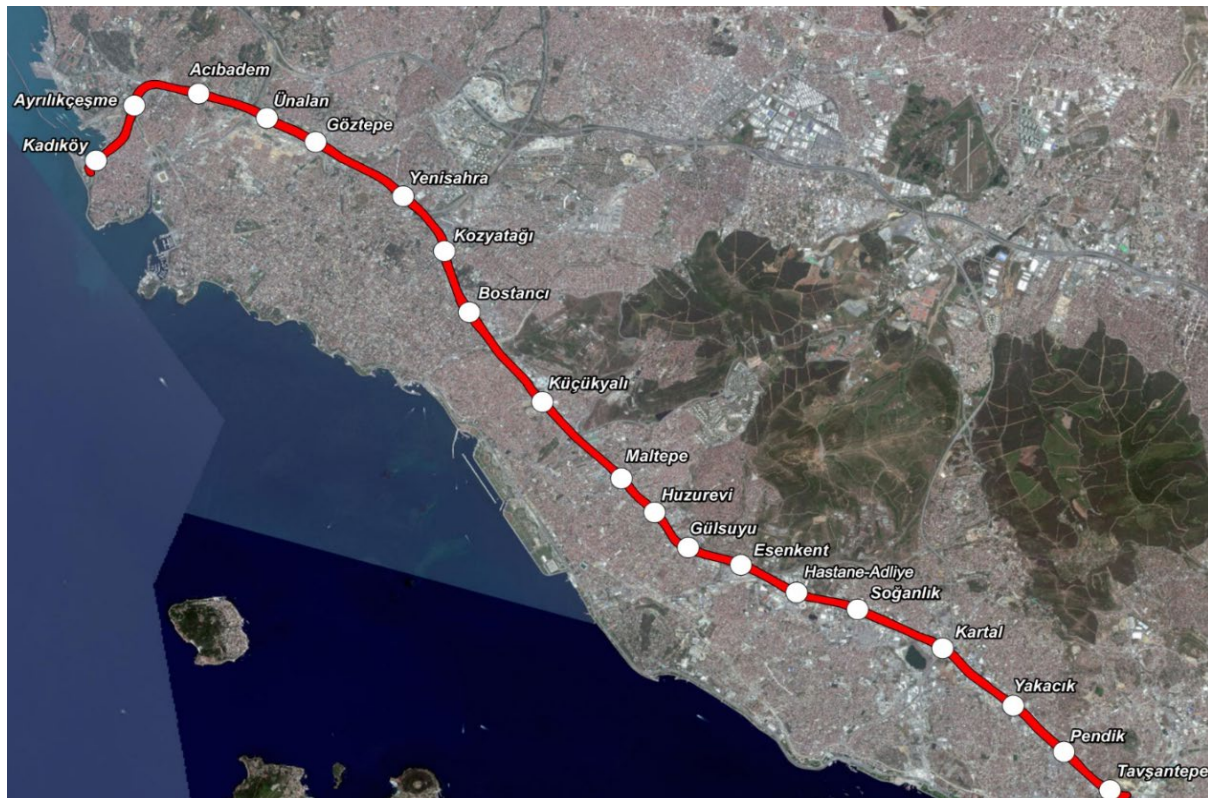 Acıbadem
Ayrılıkçeşme
Ünalan
Göztepe
Kadıköy
Yenisahra
Kozyatağı
Bostancı
Küçükyalı
Maltepe
Huzurevi
Gülsuyu
Esenkent
Hastane-Adliye
Soğanlık
Kartal
Yakacık
Pendik
Tavşantepe